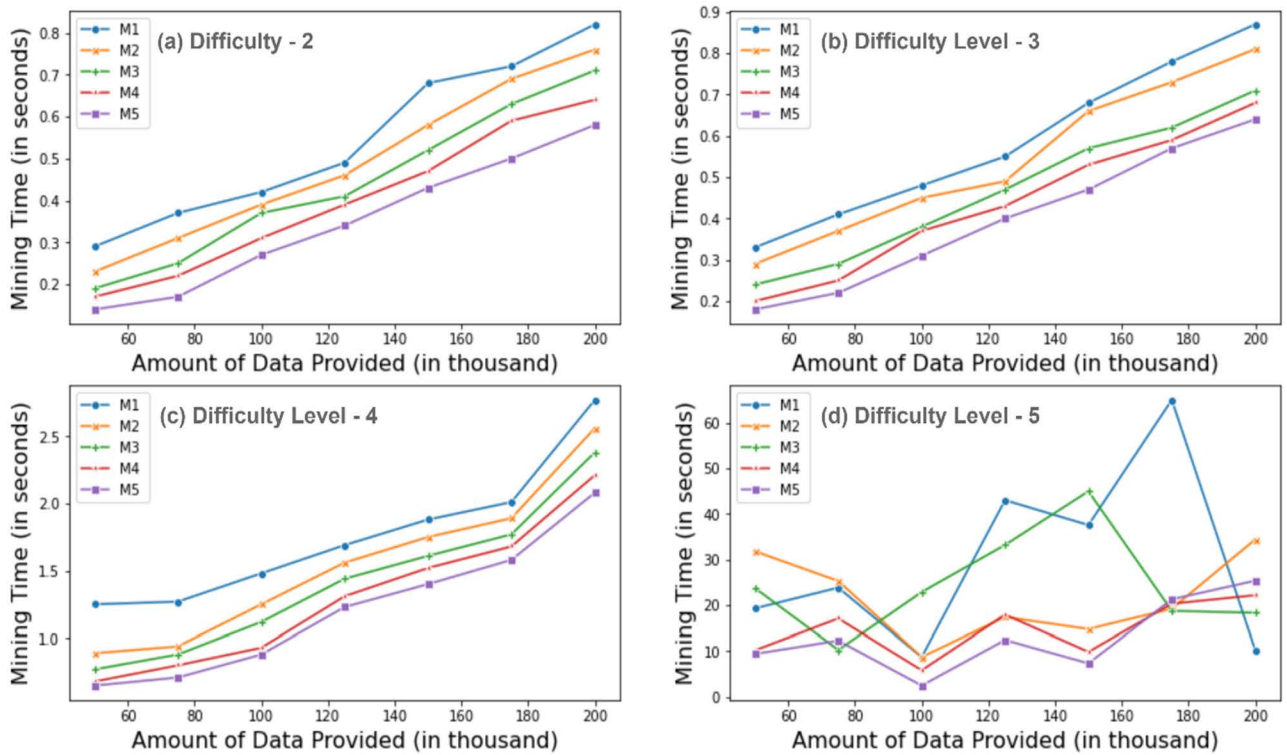 (a) Difficulty - 2
M1
M2
M3
M4
M5
Mining Time (in seconds)
0.8
0.7
0.6
0.5
0.4
0.3
0.2
60 80 100 120 140 160 180 200
Amount of Data Provided (in thousand)
(b) Difficulty Level - 3
M1
M2
M3
M4
M5
Mining Time (in seconds)
0.9
0.8
0.7
0.6
0.5
0.4
0.3
0.2
60 80 100 120 140 160 180 200
Amount of Data Provided (in thousand)
(c) Difficulty Level - 4
M1
M2
M3
M4
M5
Mining Time (in seconds)
2.5
2.0
1.5
1.0
60 80 100 120 140 160 180 200
Amount of Data Provided (in thousand)
(d) Difficulty Level - 5
M1
M2
M3
M4
M5
Mining Time (in seconds)
60
50
40
30
20
10
0
60 80 100 120 140 160 180 200
Amount of Data Provided (in thousand)